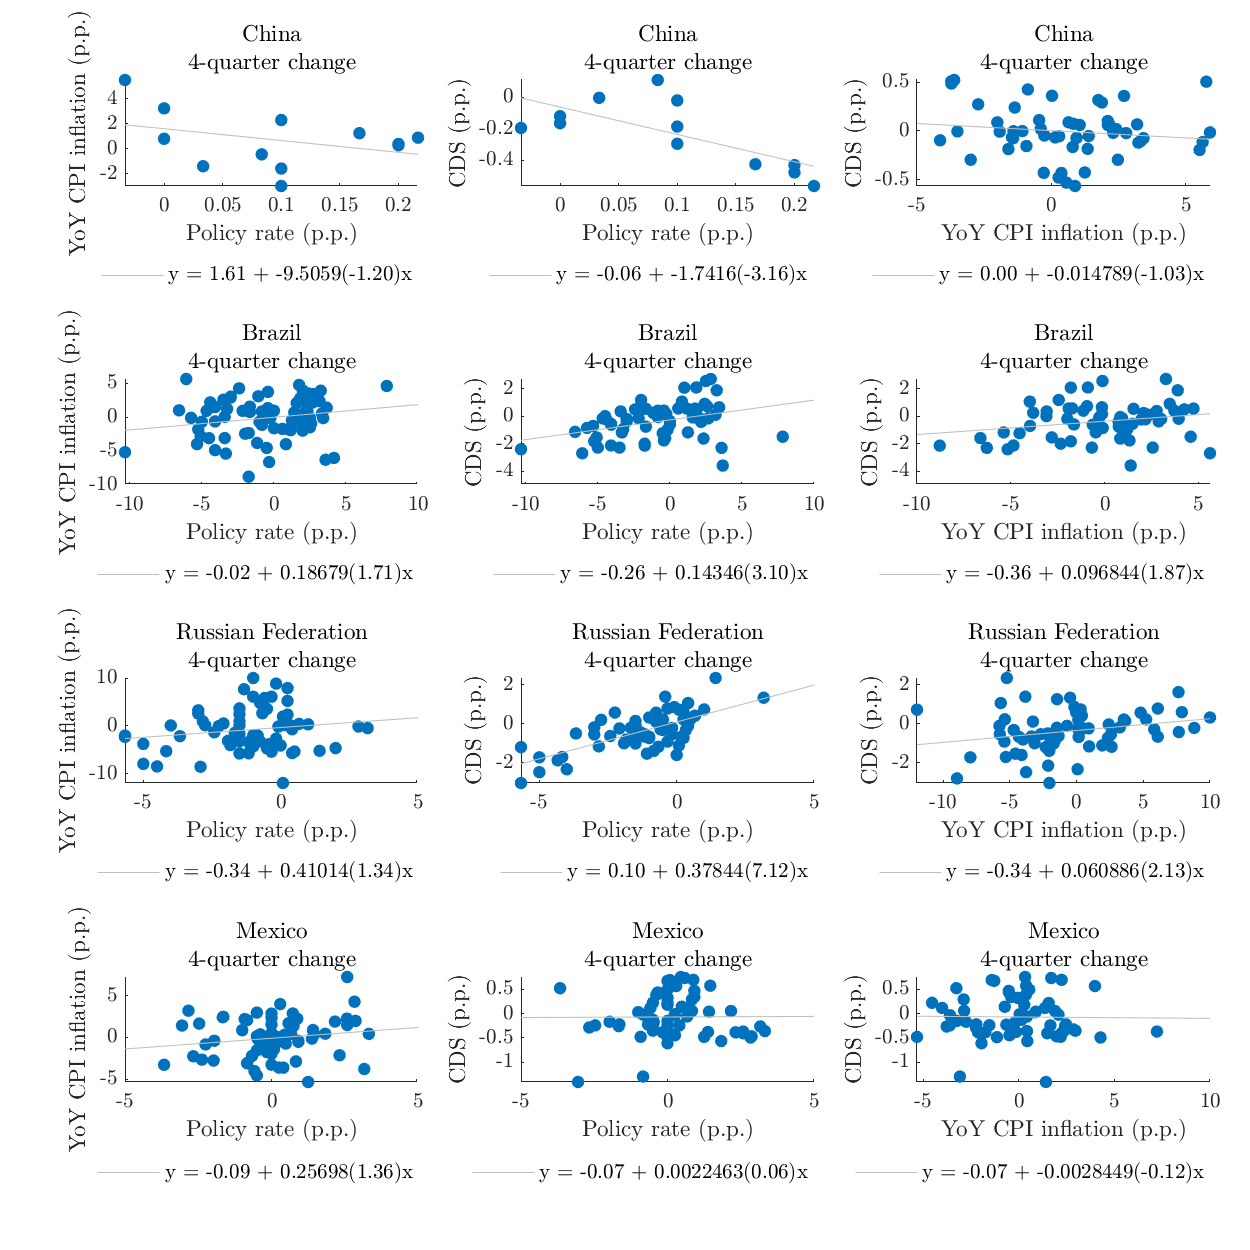 China
4-quarter change
YoY CPI inflation (p.p.)
4
2
0
-2
0 0.05 0.1 0.15 0.2
Policy rate (p.p.)
y = 1.61 + -9.5059(-1.20)x
China
4-quarter change
CDS (p.p.)
0
-0.2
-0.4
0 0.05 0.1 0.15 0.2
Policy rate (p.p.)
y = -0.06 + -1.7416(-3.16)x
China
4-quarter change
CDS (p.p.)
0.5
0
-0.5
-5 0 5
YoY CPI inflation (p.p.)
y = 0.00 + -0.014789(-1.03)x
Brazil
4-quarter change
YoY CPI inflation (p.p.)
5
0
-5
-10
-10 -5 0 5 10
Policy rate (p.p.)
y = -0.02 + 0.18679(1.71)x
Brazil
4-quarter change
CDS (p.p.)
2
0
-2
-4
-10 -5 0 5 10
Policy rate (p.p.)
y = -0.26 + 0.14346(3.10)x
Brazil
4-quarter change
CDS (p.p.)
2
0
-2
-4
-10 -5 0 5
YoY CPI inflation (p.p.)
y = -0.36 + 0.096844(1.87)x
Russian Federation
4-quarter change
YoY CPI inflation (p.p.)
10
0
-10
-5 0 5
Policy rate (p.p.)
y = -0.34 + 0.41014(1.34)x
Russian Federation
4-quarter change
CDS (p.p.)
2
0
-2
-5 0 5
Policy rate (p.p.)
y = 0.10 + 0.37844(7.12)x
Russian Federation
4-quarter change
CDS (p.p.)
2
0
-2
-10 -5 0 5 10
YoY CPI inflation (p.p.)
y = -0.34 + 0.060886(2.13)x
Mexico
4-quarter change
YoY CPI inflation (p.p.)
5
0
-5
-5 0 5
Policy rate (p.p.)
y = -0.09 + 0.25698(1.36)x
Mexico
4-quarter change
CDS (p.p.)
0.5
0
-0.5
-1
-5 0 5
Policy rate (p.p.)
y = -0.07 + 0.0022463(0.06)x
Mexico
4-quarter change
CDS (p.p.)
0.5
0
-0.5
-1
-5 0 5 10
YoY CPI inflation (p.p.)
y = -0.07 + -0.0028449(-0.12)x